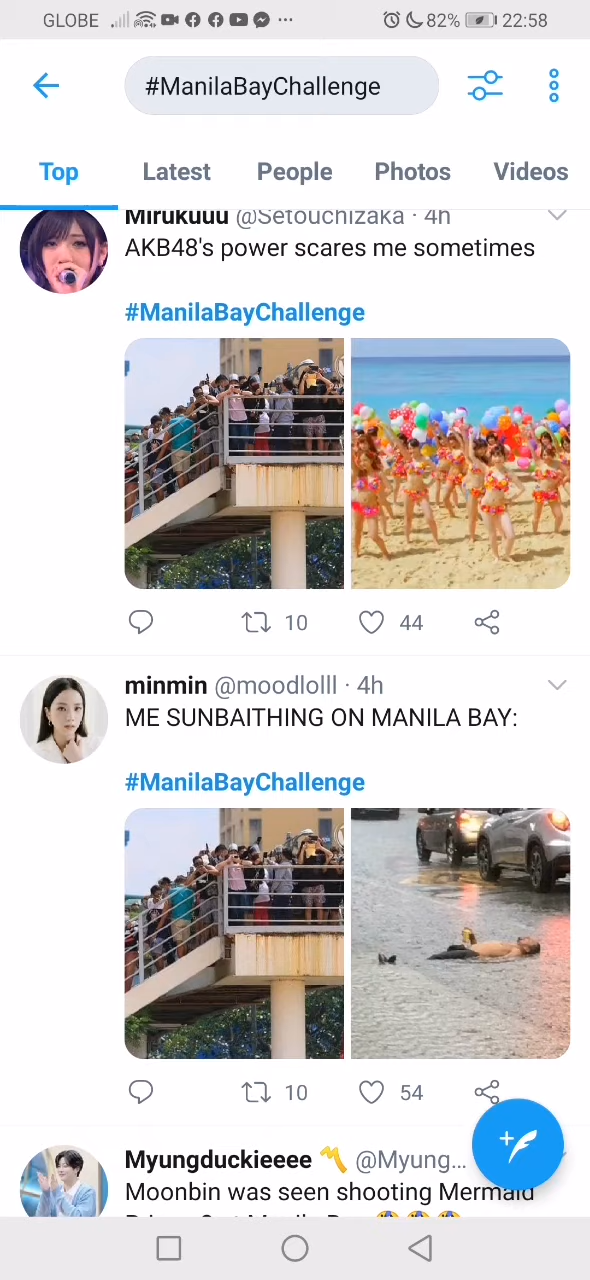 GLOBE 82% 22:58
#ManilaBayChallenge
Top Latest People Photos Videos
Mirukuuu @Setouchizaka · 4h
AKB48's power scares me sometimes
#ManilaBayChallenge
10 44
minmin @moodlolll · 4h
ME SUNBAITHING ON MANILA BAY:
#ManilaBayChallenge
10 54
Myungduckieeee @Myung...
Moonbin was seen shooting Mermaid